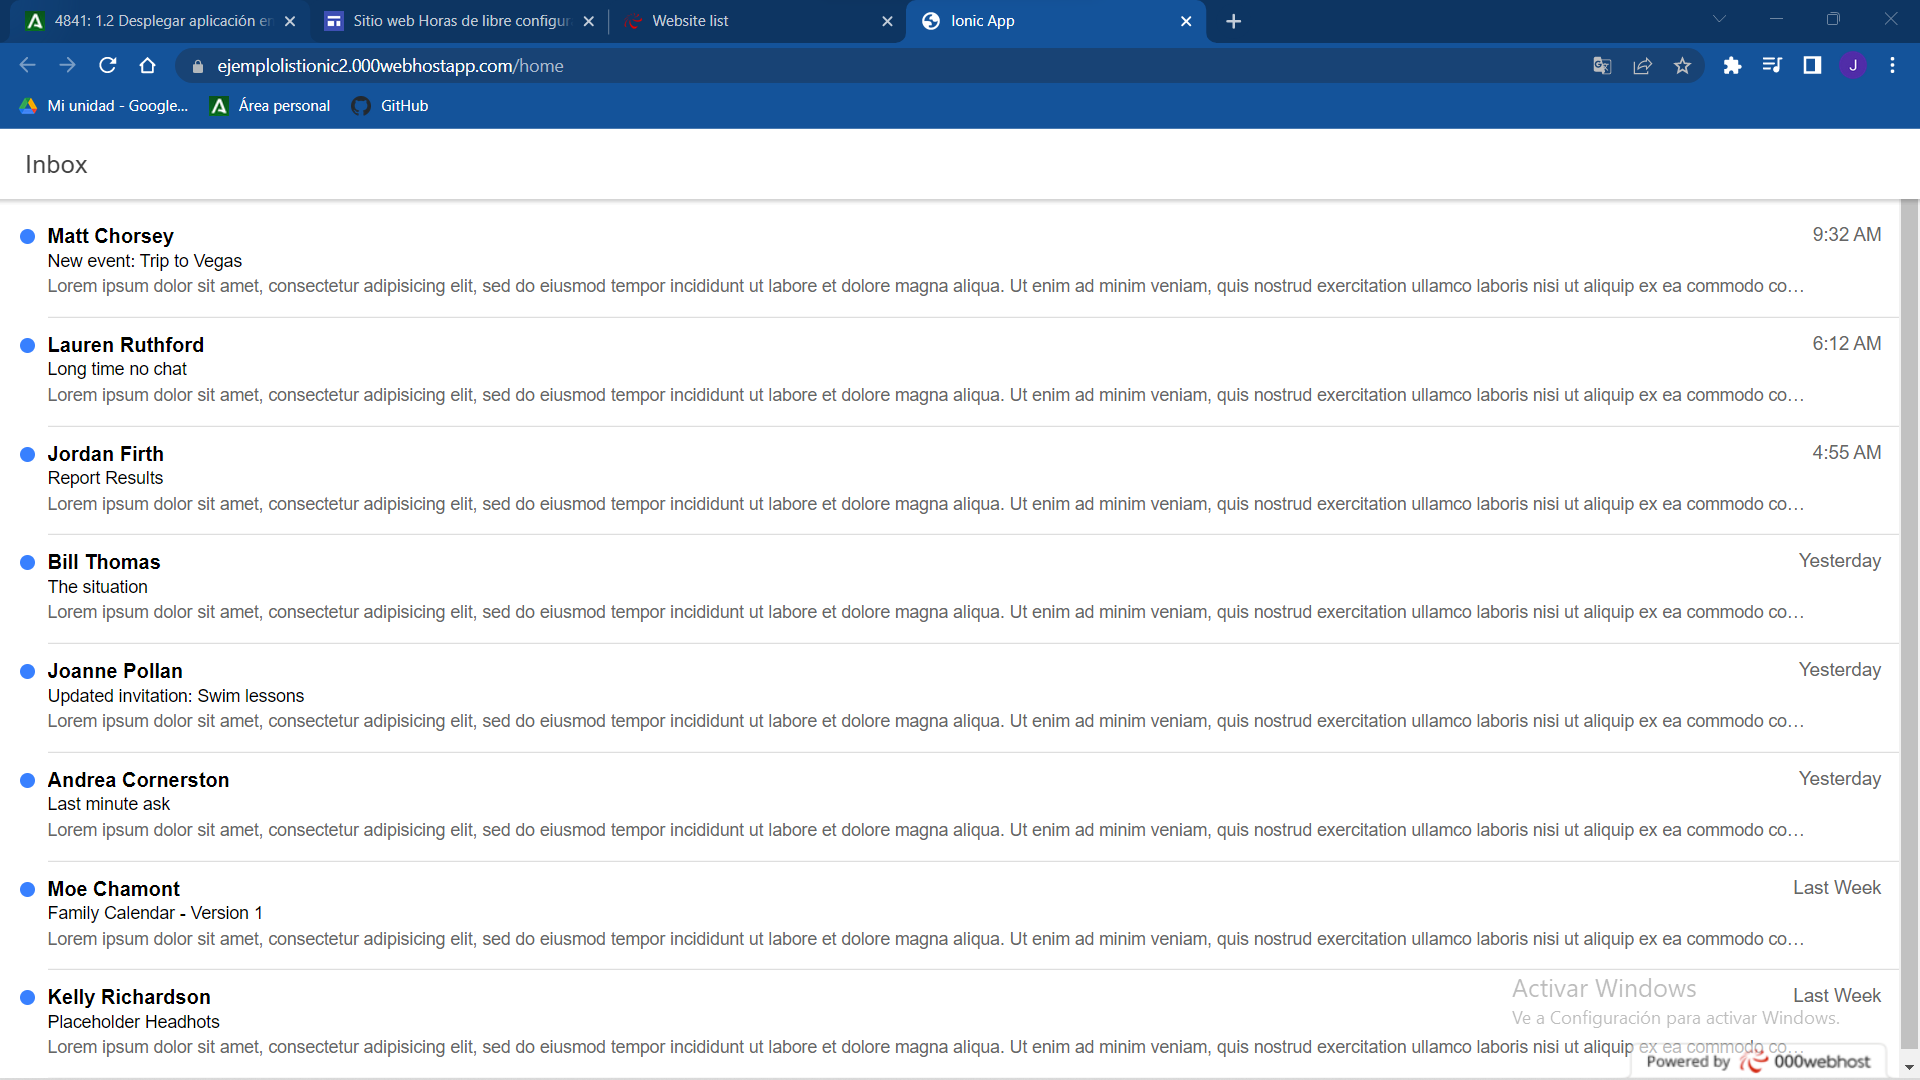 4841: 1.2 Desplegar aplicación en
Sitio web Horas de libre configur
Website list
Ionic App
ejemplolistionic2.000webhostapp.com/home
J
Mi unidad - Google...
Área personal
GitHub
Inbox
Matt Chorsey
9:32 AM
New event: Trip to Vegas
Lorem ipsum dolor sit amet, consectetur adipisicing elit, sed do eiusmod tempor incididunt ut labore et dolore magna aliqua. Ut enim ad minim veniam, quis nostrud exercitation ullamco laboris nisi ut aliquip ex ea commodo co…
Lauren Ruthford
6:12 AM
Long time no chat
Lorem ipsum dolor sit amet, consectetur adipisicing elit, sed do eiusmod tempor incididunt ut labore et dolore magna aliqua. Ut enim ad minim veniam, quis nostrud exercitation ullamco laboris nisi ut aliquip ex ea commodo co…
Jordan Firth
4:55 AM
Report Results
Lorem ipsum dolor sit amet, consectetur adipisicing elit, sed do eiusmod tempor incididunt ut labore et dolore magna aliqua. Ut enim ad minim veniam, quis nostrud exercitation ullamco laboris nisi ut aliquip ex ea commodo co…
Bill Thomas
Yesterday
The situation
Lorem ipsum dolor sit amet, consectetur adipisicing elit, sed do eiusmod tempor incididunt ut labore et dolore magna aliqua. Ut enim ad minim veniam, quis nostrud exercitation ullamco laboris nisi ut aliquip ex ea commodo co…
Joanne Pollan
Yesterday
Updated invitation: Swim lessons
Lorem ipsum dolor sit amet, consectetur adipisicing elit, sed do eiusmod tempor incididunt ut labore et dolore magna aliqua. Ut enim ad minim veniam, quis nostrud exercitation ullamco laboris nisi ut aliquip ex ea commodo co…
Andrea Cornerston
Yesterday
Last minute ask
Lorem ipsum dolor sit amet, consectetur adipisicing elit, sed do eiusmod tempor incididunt ut labore et dolore magna aliqua. Ut enim ad minim veniam, quis nostrud exercitation ullamco laboris nisi ut aliquip ex ea commodo co…
Moe Chamont
Last Week
Family Calendar - Version 1
Lorem ipsum dolor sit amet, consectetur adipisicing elit, sed do eiusmod tempor incididunt ut labore et dolore magna aliqua. Ut enim ad minim veniam, quis nostrud exercitation ullamco laboris nisi ut aliquip ex ea commodo co…
Kelly Richardson
Last Week
Placeholder Headhots
Lorem ipsum dolor sit amet, consectetur adipisicing elit, sed do eiusmod tempor incididunt ut labore et dolore magna aliqua. Ut enim ad minim veniam, quis nostrud exercitation ullamco laboris nisi ut aliquip ex ea commodo co…
Activar Windows
Ve a Configuración para activar Windows.
Powered by 000webhost